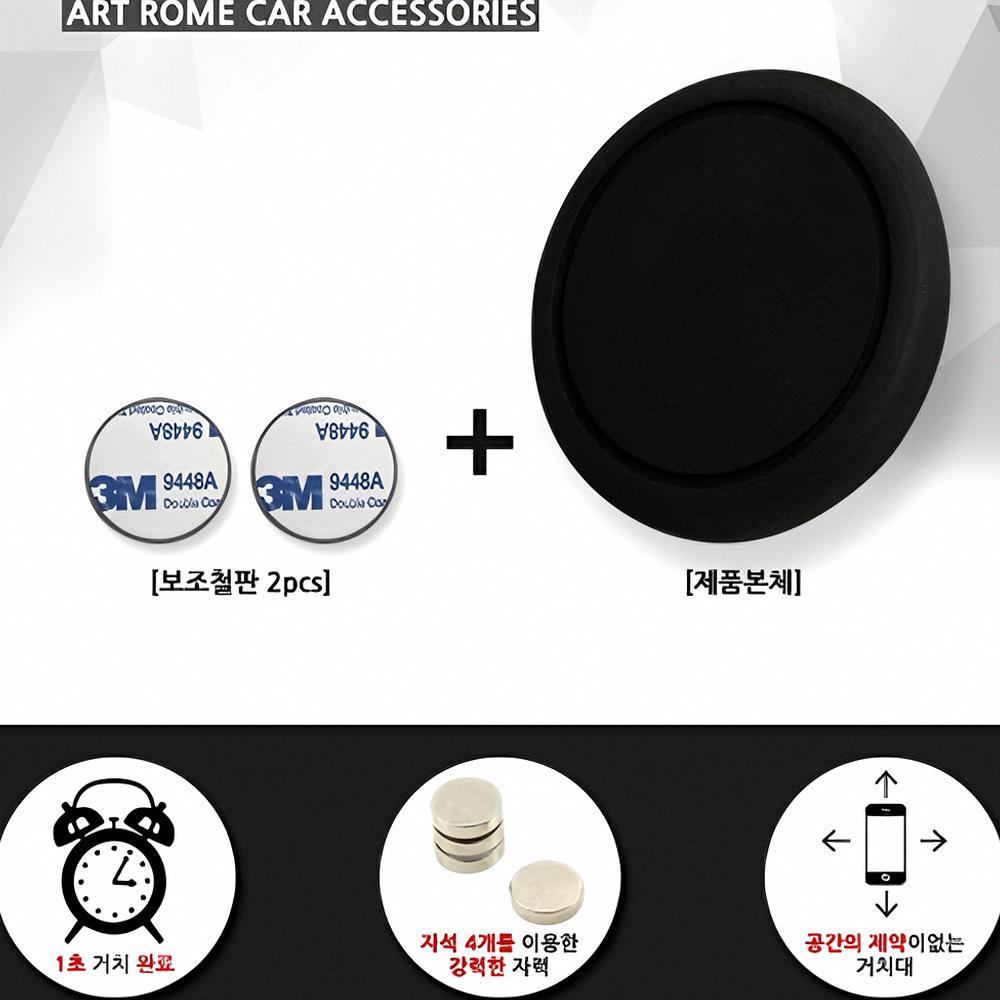 ART ROME CAR ACCESSORIES
9448A
3M 9448A
9448A
3M 9448A
[보조철판 2pcs]
[제품본체]
1초 거치 완료
자석 4개를 이용한
강력한 자력
공간의 제약이없는
거치대